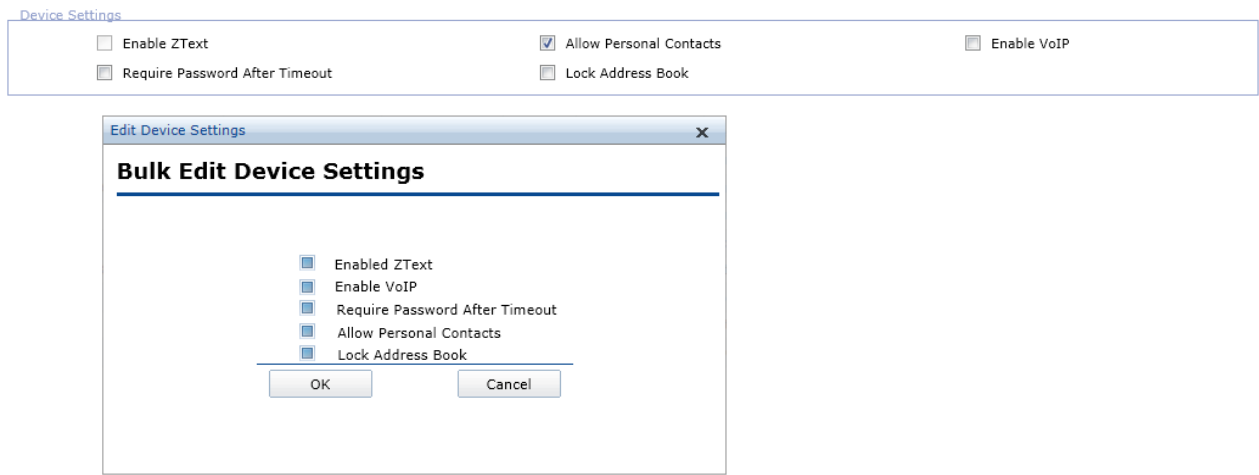 Device Settings
Enable ZText Allow Personal Contacts Enable VoIP
Require Password After Timeout Lock Address Book
Edit Device Settings x
Bulk Edit Device Settings
Enabled ZText
Enable VoIP
Require Password After Timeout
Allow Personal Contacts
Lock Address Book
OK Cancel